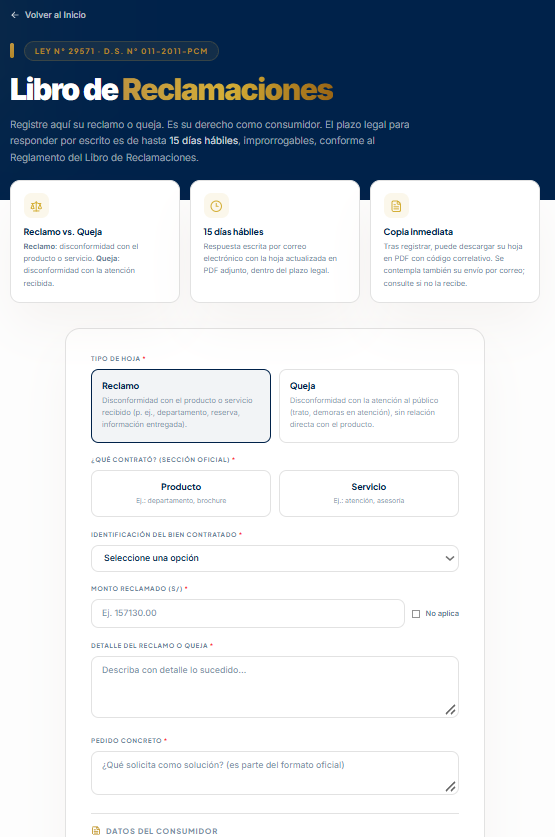 ← Volver al Inicio
LEY N° 29571 · D.S. N° 011-2011-PCM
Libro de Reclamaciones
Registre aquí su reclamo o queja. Es su derecho como consumidor. El plazo legal para
responder por escrito es de hasta 15 días hábiles, improrrogables, conforme al
Reglamento del Libro de Reclamaciones.
Reclamo vs. Queja
Reclamo: disconformidad con el
producto o servicio. Queja:
disconformidad con la atención
recibida.
15 días hábiles
Respuesta escrita por correo
electrónico con la hoja actualizada en
PDF adjunto, dentro del plazo legal.
Copia inmediata
Tras registrar, puede descargar su hoja
en PDF con código correlativo. Se
contempla también su envío por correo;
consulte si no la recibe.
TIPO DE HOJA *
Reclamo
Disconformidad con el producto o servicio
recibido (p. ej., departamento, reserva,
información entregada).
Queja
Disconformidad con la atención al público
(trato, demoras en atención), sin relación
directa con el producto.
¿QUÉ CONTRATÓ? (SECCIÓN OFICIAL) *
Producto
Ej.: departamento, brochure
Servicio
Ej.: atención, asesoría
IDENTIFICACIÓN DEL BIEN CONTRATADO *
Seleccione una opción
MONTO RECLAMADO (S/) *
Ej. 157130.00
No aplica
DETALLE DEL RECLAMO O QUEJA *
Describa con detalle lo sucedido...
PEDIDO CONCRETO *
¿Qué solicita como solución? (es parte del formato oficial)
DATOS DEL CONSUMIDOR